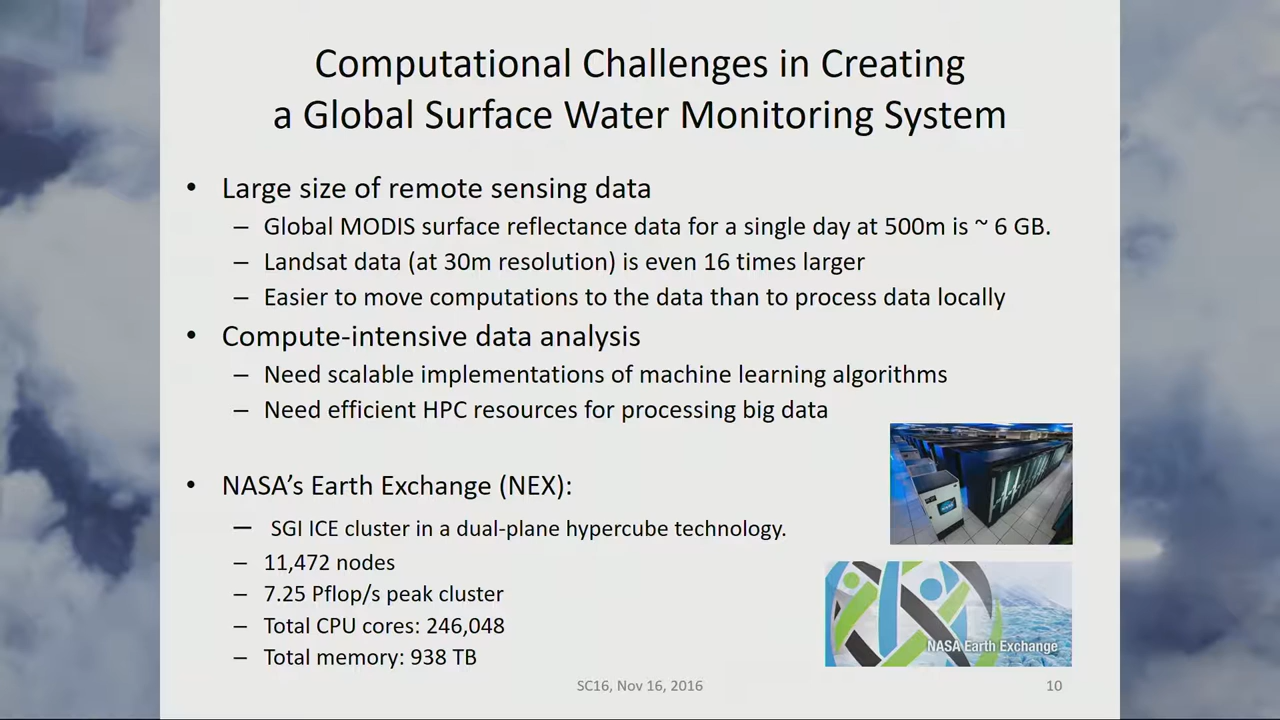 Computational Challenges in Creating
a Global Surface Water Monitoring System
• Large size of remote sensing data
– Global MODIS surface reflectance data for a single day at 500m is ~ 6 GB.
– Landsat data (at 30m resolution) is even 16 times larger
– Easier to move computations to the data than to process data locally
• Compute-intensive data analysis
– Need scalable implementations of machine learning algorithms
– Need efficient HPC resources for processing big data
• NASA's Earth Exchange (NEX):
– SGI ICE cluster in a dual-plane hypercube technology.
– 11,472 nodes
– 7.25 Pflop/s peak cluster
– Total CPU cores: 246,048
– Total memory: 938 TB
NASA Earth Exchange
SC16, Nov 16, 2016
10